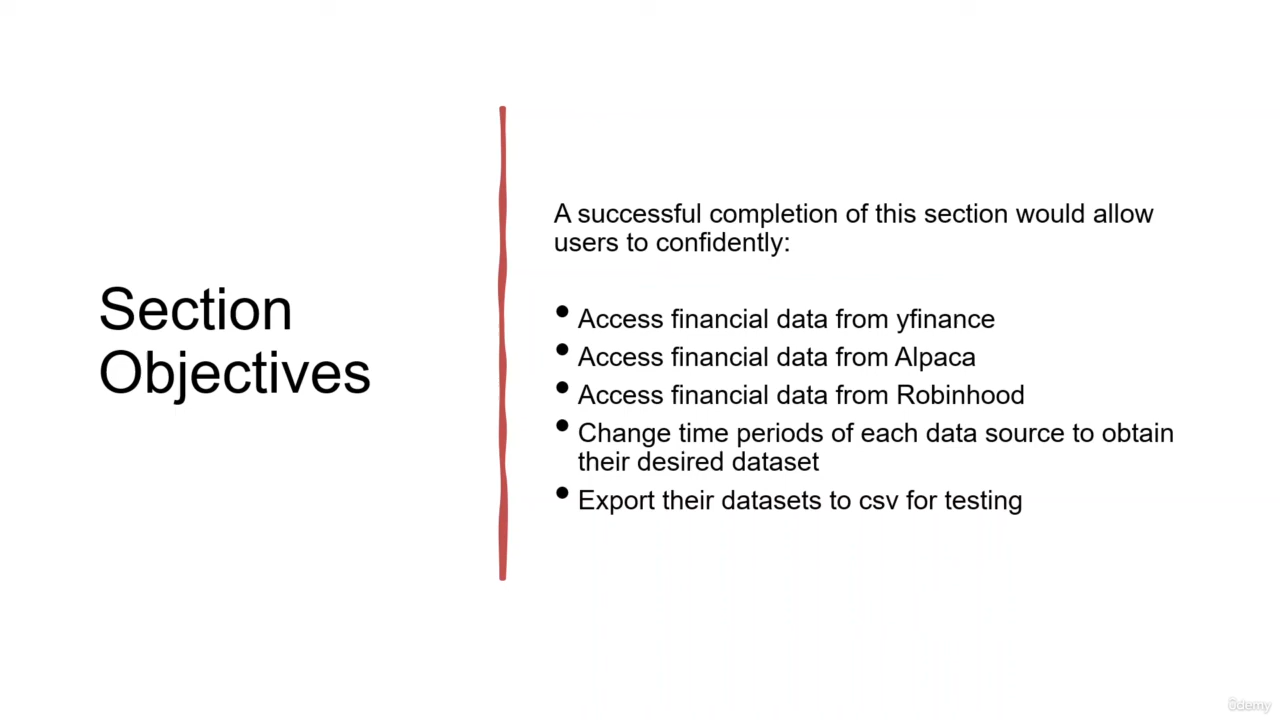 Section
Objectives
A successful completion of this section would allow
users to confidently:
• Access financial data from yfinance
• Access financial data from Alpaca
• Access financial data from Robinhood
• Change time periods of each data source to obtain
their desired dataset
• Export their datasets to csv for testing
ûdemy